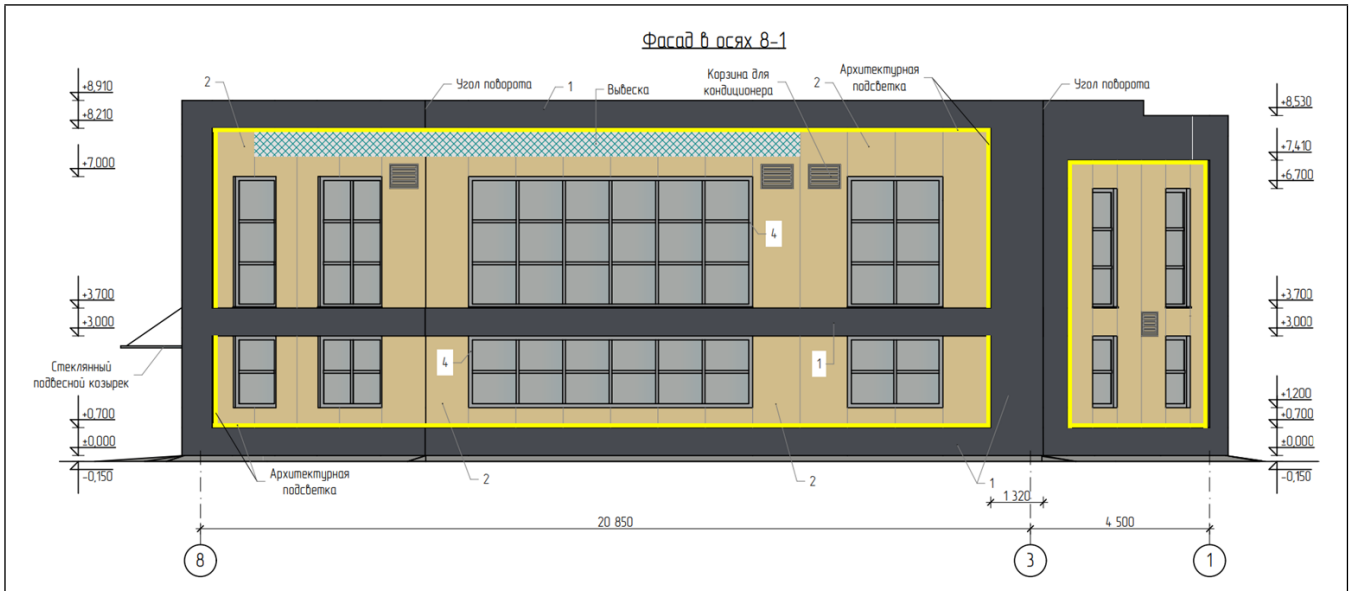 Фасад в осях 8-1
+8,910
+8,210
+7,000
+3,700
+3,000
+0,700
±0,000
-0,150
2
Угол поворота
1
Вывеска
Корзина для
кондиционера
2
Архитектурная
подсветка
Угол поворота
+8,530
+7,410
+6,700
+3,700
+3,000
+1,200
+0,700
±0,000
-0,150
4
4
1
Стеклянный
подвесной козырек
Архитектурная
подсветка
2
2
1
1 320
20 850
4 500
8
3
1